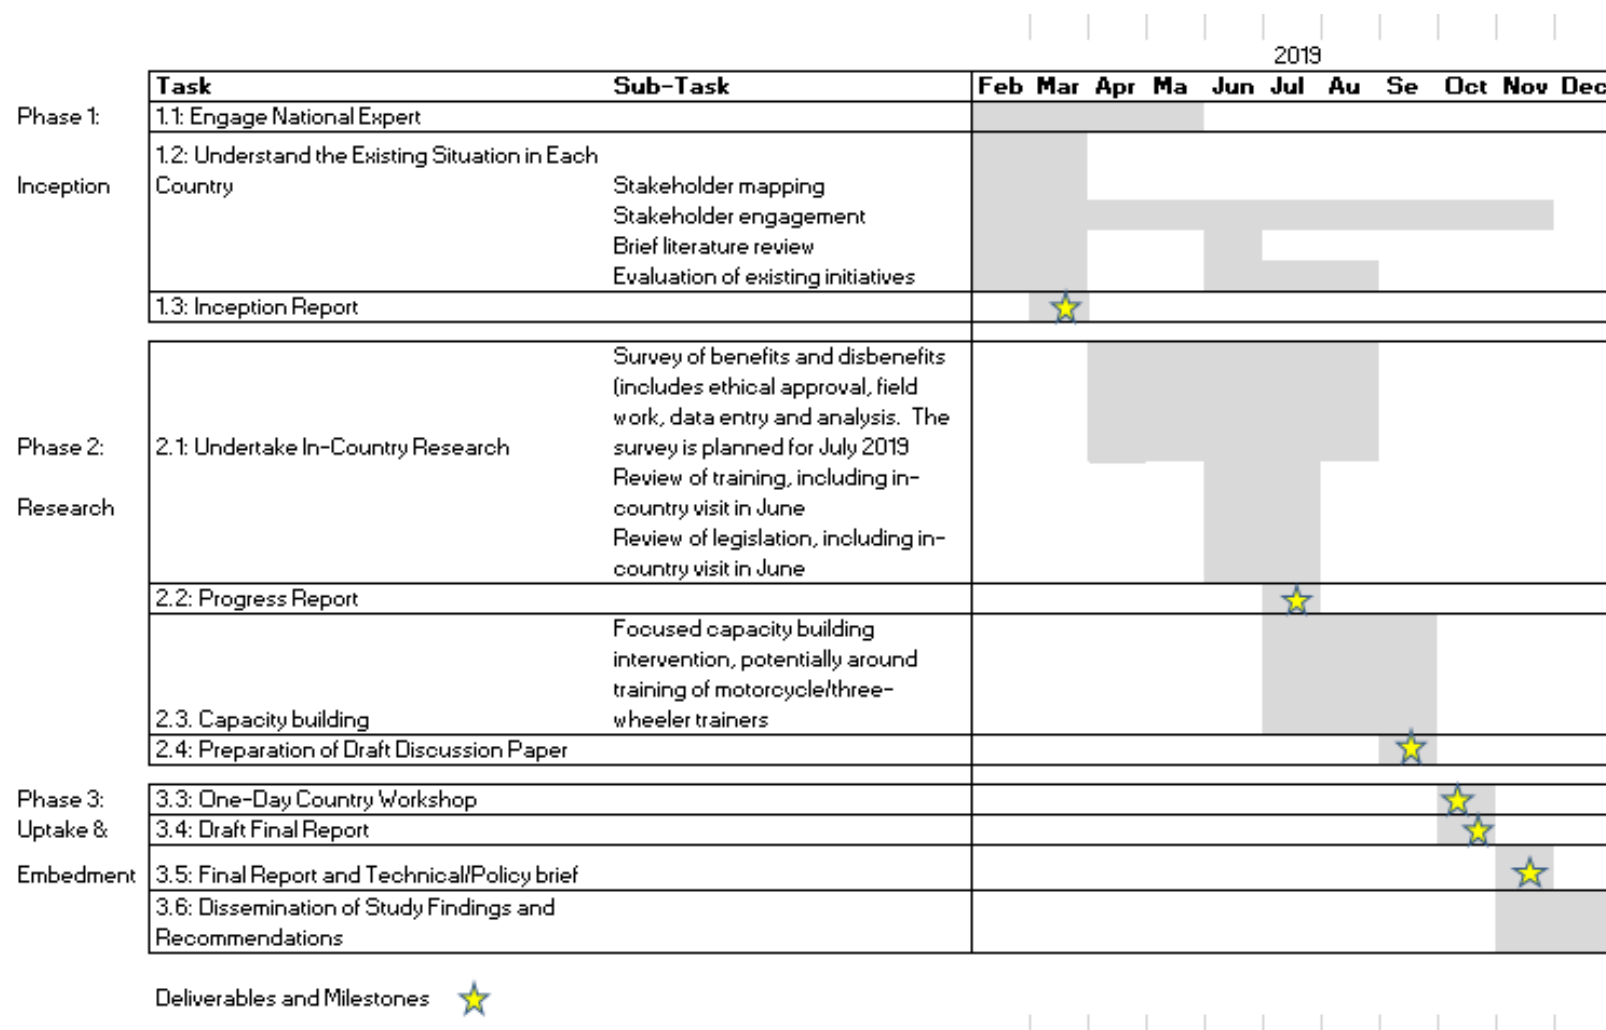 2019
Task Sub-Task Feb Mar Apr Ma Jun Jul Au Se Oct Nov Dec
Phase 1: 1.1: Engage National Expert
1.2: Understand the Existing Situation in Each
Inception Country Stakeholder mapping
Stakeholder engagement
Brief literature review
Evaluation of existing initiatives
1.3: Inception Report
Survey of benefits and disbenefits
(includes ethical approval, field
work, data entry and analysis. The
Phase 2: 2.1: Undertake In-Country Research survey is planned for July 2019
Review of training, including in-
Research country visit in June
Review of legislation, including in-
country visit in June
2.2: Progress Report
Focused capacity building
intervention, potentially around
training of motorcycle/three-
2.3. Capacity building wheeler trainers
2.4: Preparation of Draft Discussion Paper
Phase 3: 3.3: One-Day Country Workshop
Uptake & 3.4: Draft Final Report
Embedment 3.5: Final Report and Technical/Policy brief
3.6: Dissemination of Study Findings and
Recommendations
Deliverables and Milestones